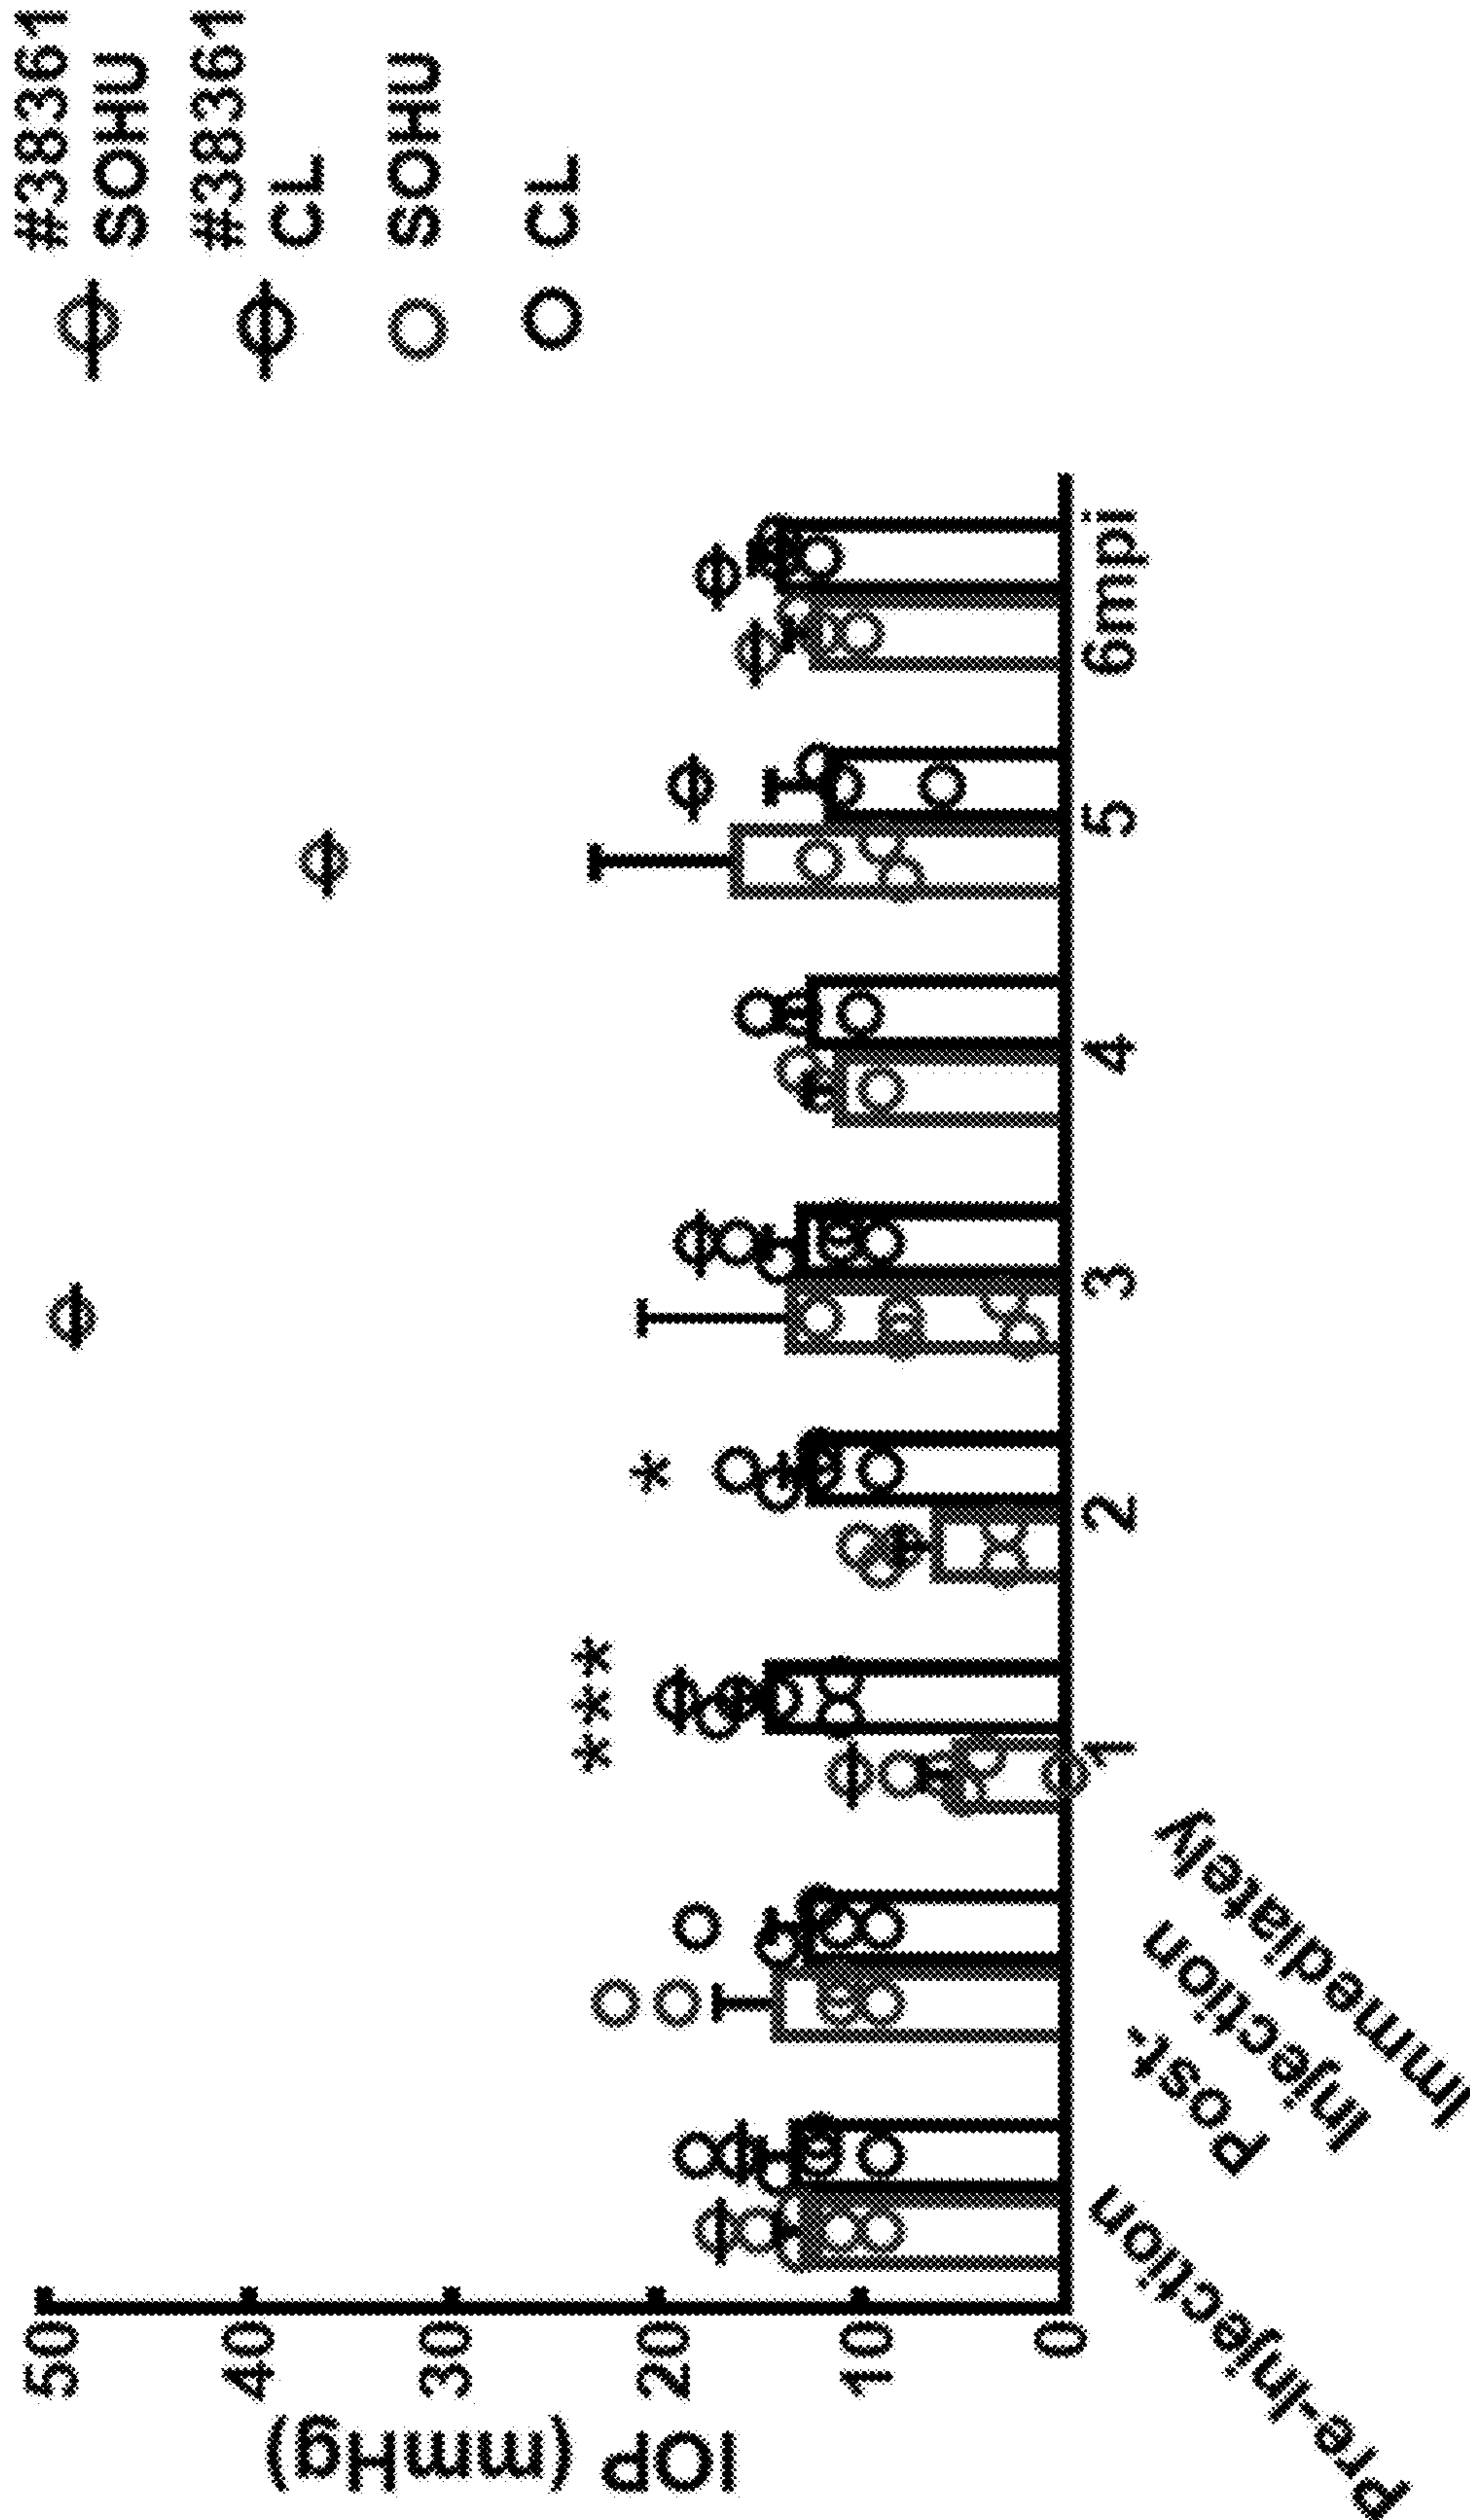 #38361
SOHU
#38361
CL
SOHU
CL
IOP (mmHg)
50
40
30
20
10
0
***
*
Pre-Injection
Post-
Injection
Immediately
1
2
3
4
5
6mpi